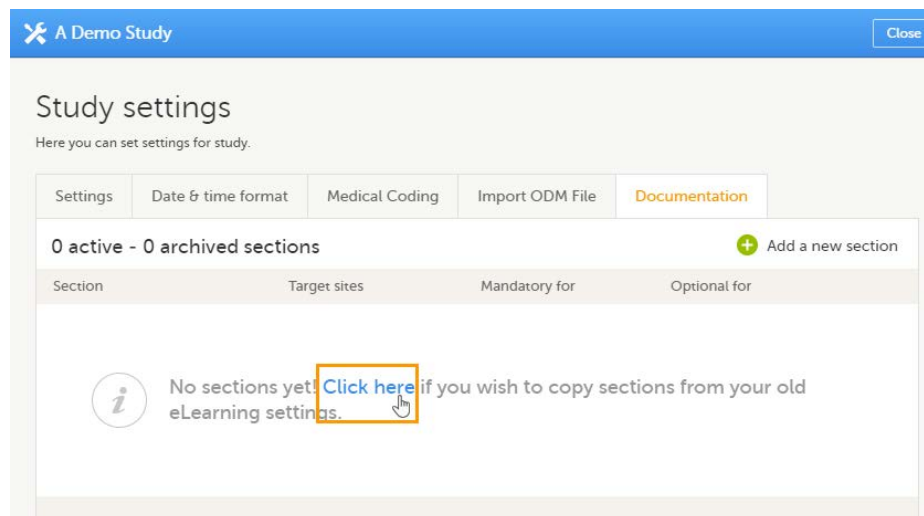 A Demo Study
Close
Study settings
Here you can set settings for study.
Settings
Date & time format
Medical Coding
Import ODM File
Documentation
0 active - 0 archived sections
Add a new section
Section
Target sites
Mandatory for
Optional for
No sections yet! Click here if you wish to copy sections from your old
eLearning settings.